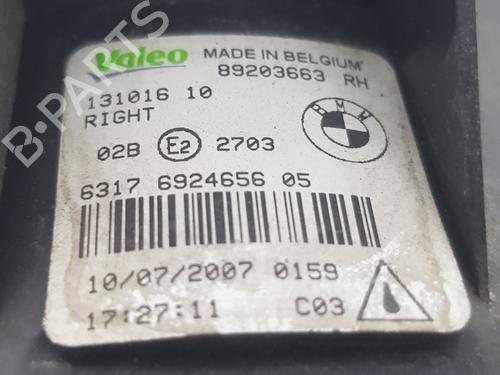 Valeo MADE IN BELGIUM
89203663 RH
131016 10
RIGHT
BMW
02B E2 2703
6317 6924656 05
10/07/2007 0159
17:27:11 C03
B-PARTS